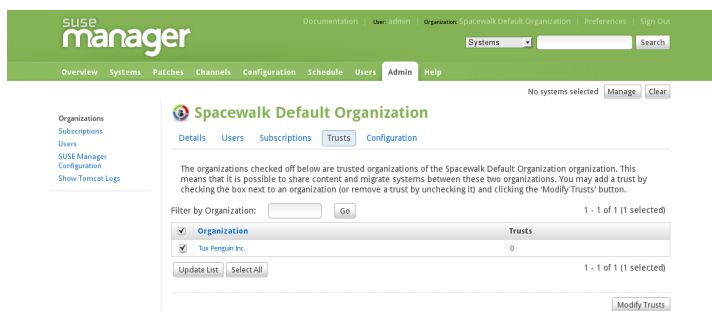 SUSE
manager
Documentation | User: admin | Organization: Spacewalk Default Organization | Preferences | Sign Out
Systems Search
Overview Systems Patches Channels Configuration Schedule Users Admin Help
No systems selected Manage Clear
Organizations
Subscriptions
Users
SUSE Manager
Configuration
Show Tomcat Logs
Spacewalk Default Organization
Details Users Subscriptions Trusts Configuration
The organizations checked off below are trusted organizations of the Spacewalk Default Organization organization. This
means that it is possible to share content and migrate systems between these two organizations. You may add a trust by
checking the box next to an organization (or remove a trust by unchecking it) and clicking the 'Modify Trusts' button.
Filter by Organization: Go 1 - 1 of 1 (1 selected)
Organization Trusts
Tux Penguin Inc. 0
Update List Select All 1 - 1 of 1 (1 selected)
Modify Trusts